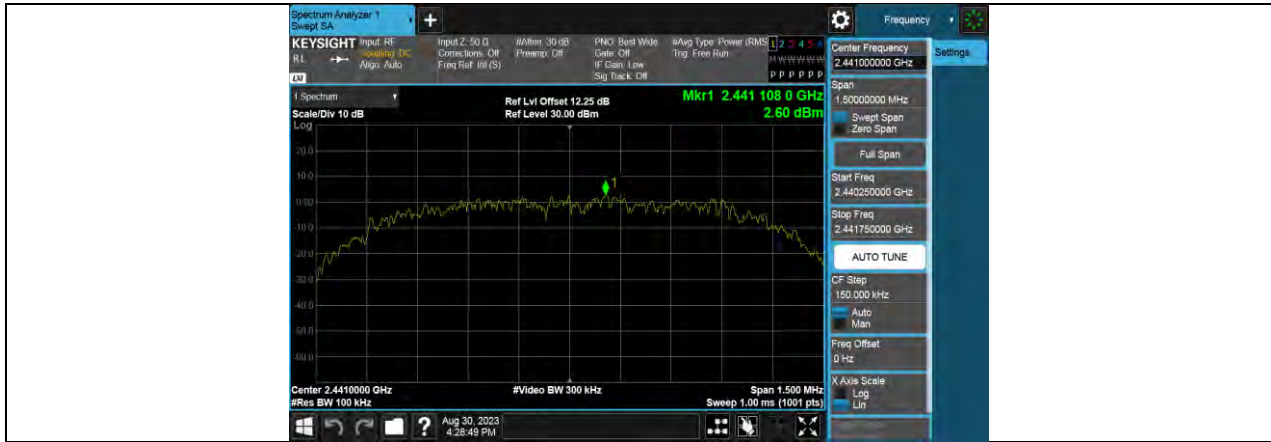 Spectrum Analyzer 1
Swept SA
+
Frequency
KEYSIGHT
R L
LXI
Input: RF
Coupling: DC
Align: Auto
Input Z: 50 Ω
Corrections: Off
Freq Ref: Int (S)
#Atten: 30 dB
Preamp: Off
PNO: Best Wide
Gate: Off
IF Gain: Low
Sig Track: Off
#Avg Type: Power (RMS
Trig: Free Run
1 2 3 4 5 6
M W W W W W
P P P P P P
1 Spectrum
Scale/Div 10 dB
Log
Ref Lvl Offset 12.25 dB
Ref Level 30.00 dBm
Mkr1 2.441 108 0 GHz
2.60 dBm
20.0
10.0
0.00
-10.0
-20.0
-30.0
-40.0
-50.0
-60.0
1
Center 2.4410000 GHz
#Res BW 100 kHz
#Video BW 300 kHz
Span 1.500 MHz
Sweep 1.00 ms (1001 pts)
Center Frequency
2.441000000 GHz
Settings
Span
1.50000000 MHz
Swept Span
Zero Span
Full Span
Start Freq
2.440250000 GHz
Stop Freq
2.441750000 GHz
AUTO TUNE
CF Step
150.000 kHz
Auto
Man
Freq Offset
0 Hz
X Axis Scale
Log
Lin
?
Aug 30, 2023
4:28:49 PM